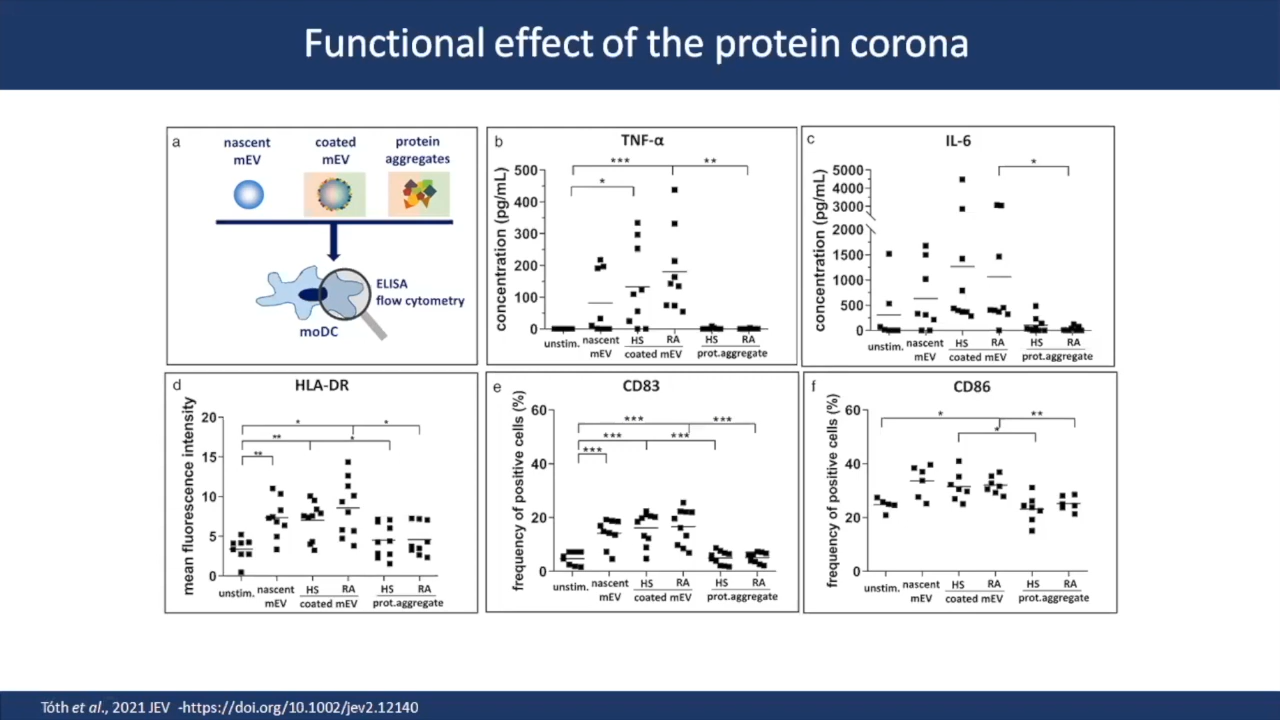 Functional effect of the protein corona
a
nascent
mEV
coated
mEV
protein
aggregates
ELISA
flow cytometry
moDC
b
TNF-α
concentration (pg/mL)
500
400
300
200
100
0
***
**
*
unstim.
nascent
mEV
HS
RA
coated mEV
HS
RA
prot.aggregate
c
IL-6
concentration (pg/mL)
5000
4000
3000
2000
1500
1000
500
0
*
unstim.
nascent
mEV
HS
RA
coated mEV
HS
RA
prot.aggregate
d
HLA-DR
mean fluorescence intensity
20
15
10
5
0
*
*
**
*
**
unstim.
nascent
mEV
HS
RA
coated mEV
HS
RA
prot.aggregate
e
CD83
frequency of positive cells (%)
60
40
20
0
***
***
***
***
***
unstim.
nascent
mEV
HS
RA
coated mEV
HS
RA
prot.aggregate
f
CD86
frequency of positive cells (%)
60
40
20
0
*
**
*
unstim.
nascent
mEV
HS
RA
coated mEV
HS
RA
prot.aggregate
Tóth et al., 2021 JEV -https://doi.org/10.1002/jev2.12140